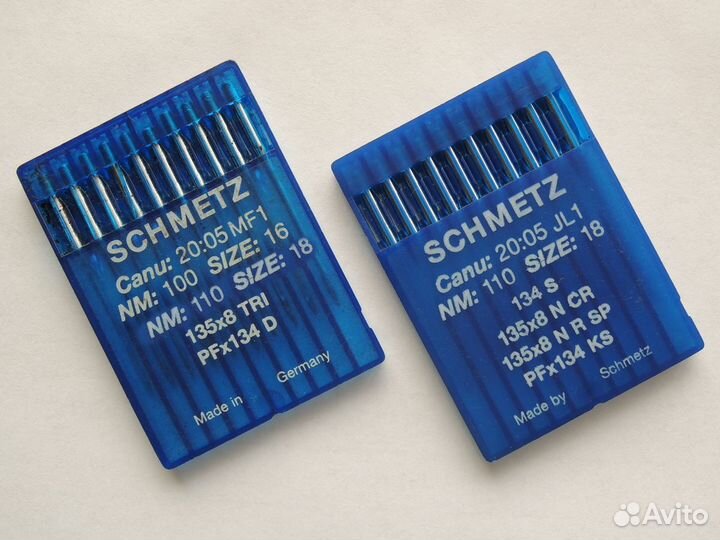 SCHMETZ
Canu: 20:05 MF1
NM: 100 SIZE: 16
NM: 110 SIZE: 18
135x8 TRI
PFx134 D
Made in Germany
SCHMETZ
Canu: 20:05 JL1
NM: 110 SIZE: 18
134 S
135x8 N CR
135x8 N R SP
PFx134 KS
Made by Schmetz
Avito